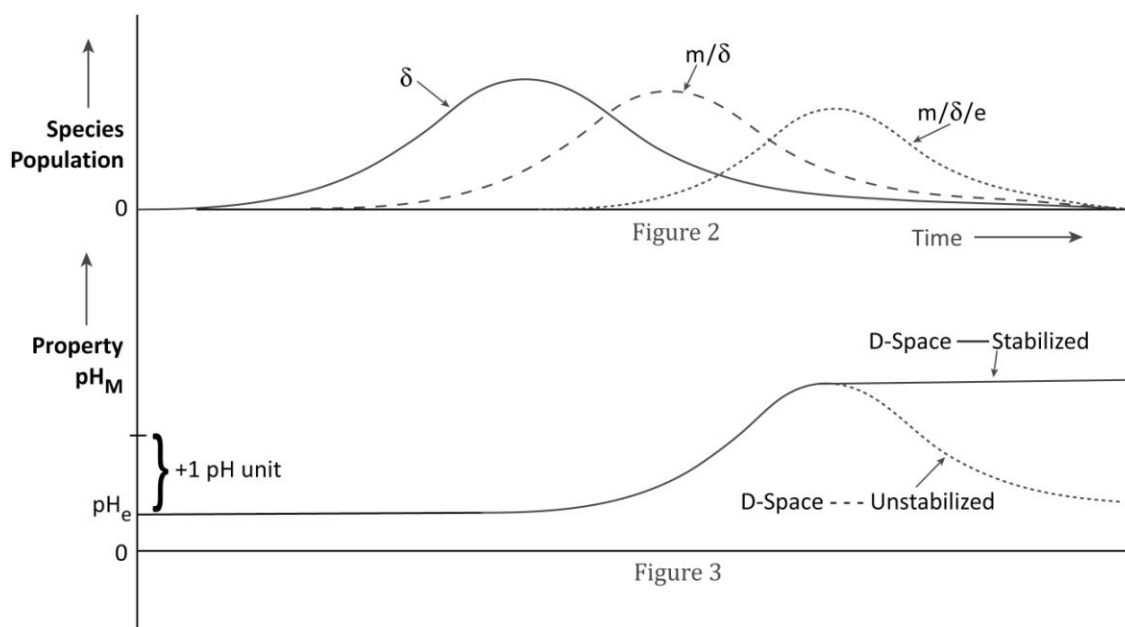 δ
m/δ
m/δ/e
Species
Population
0
Figure 2
Time
Property
pH_M
D-Space — Stabilized
+1 pH unit
pH_e
D-Space --- Unstabilized
0
Figure 3